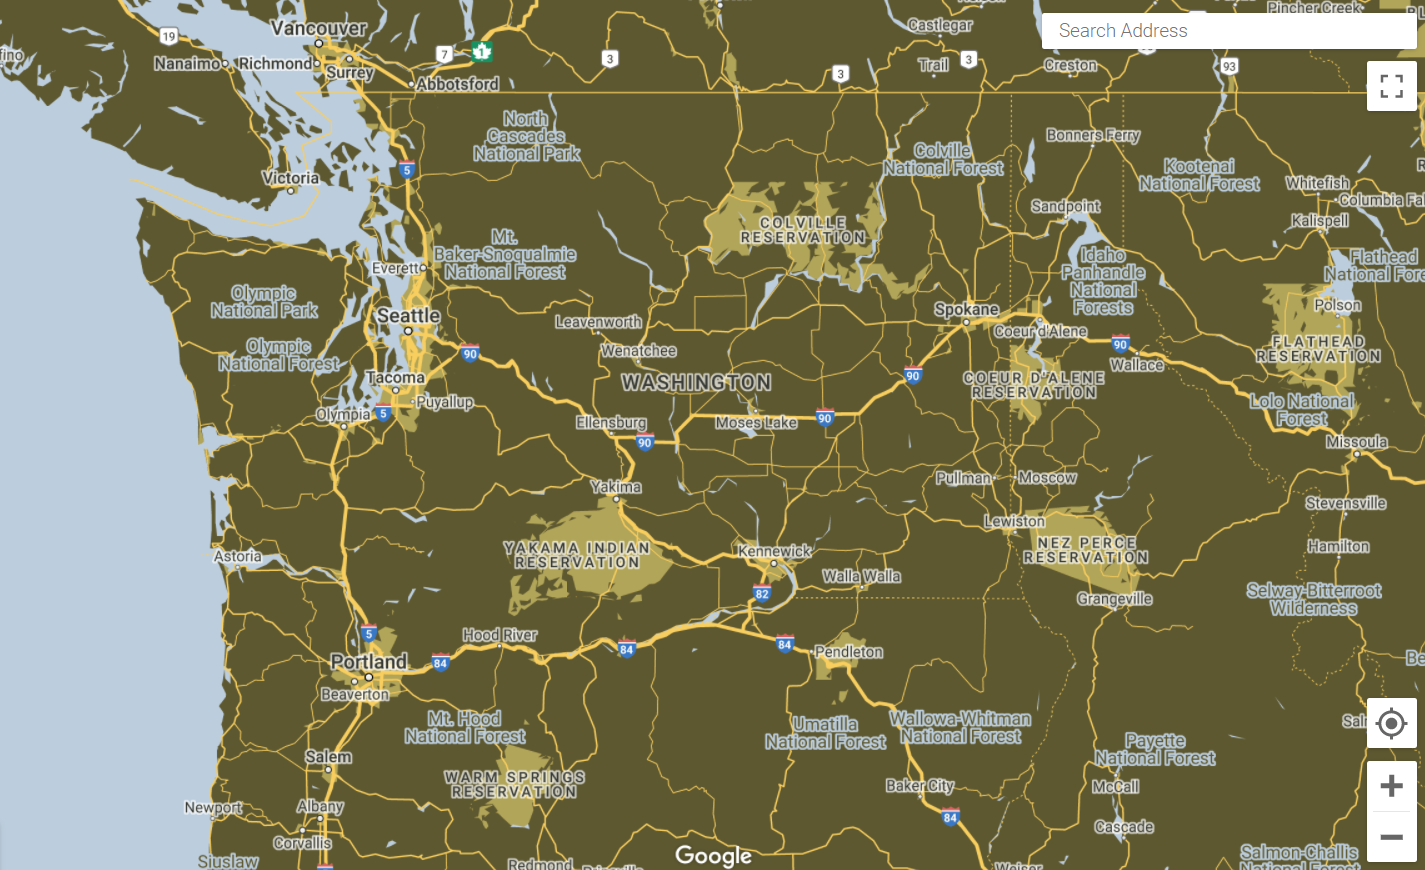 Castlegar
Pincher Creek
Search Address
19
Vancouver
7
1
3
3
3
93
Nanaimo
Richmond
Surrey
Abbotsford
Trail
Creston
North
Cascades
National Park
Bonners Ferry
Colville
National Forest
Kootenai
National Forest
5
Victoria
Whitefish
Columbia Fa
Sandpoint
Kalispell
COLVILLE
RESERVATION
Mt.
Baker-Snoqualmie
National Forest
Everett
Idaho
Panhandle
National
Forests
Flathead
National Fore
Olympic
National Park
Seattle
Leavenworth
Spokane
Coeur d'Alene
Polson
Olympic
National Forest
90
Wenatchee
90
Wallace
FLATHEAD
RESERVATION
Tacoma
WASHINGTON
90
COEUR D'ALENE
RESERVATION
Puyallup
Olympia
5
Ellensburg
90
Moses Lake
90
Lolo National
Forest
Missoula
Yakima
Pullman
Moscow
Stevensville
Lewiston
YAKAMA INDIAN
RESERVATION
Kennewick
NEZ PERCE
RESERVATION
Hamilton
Astoria
Walla Walla
82
Grangeville
Selway-Bitterroot
Wilderness
5
Hood River
84
84
84
Pendleton
Portland
Beaverton
Mt. Hood
National Forest
Umatilla
National Forest
Wallowa-Whitman
National Forest
Payette
National Forest
Salem
WARM SPRINGS
RESERVATION
Baker City
McCall
Newport
Albany
84
Cascade
Corvallis
Siuslaw
Redmond
Google
Salmon-Challis
National Forest
Weiser